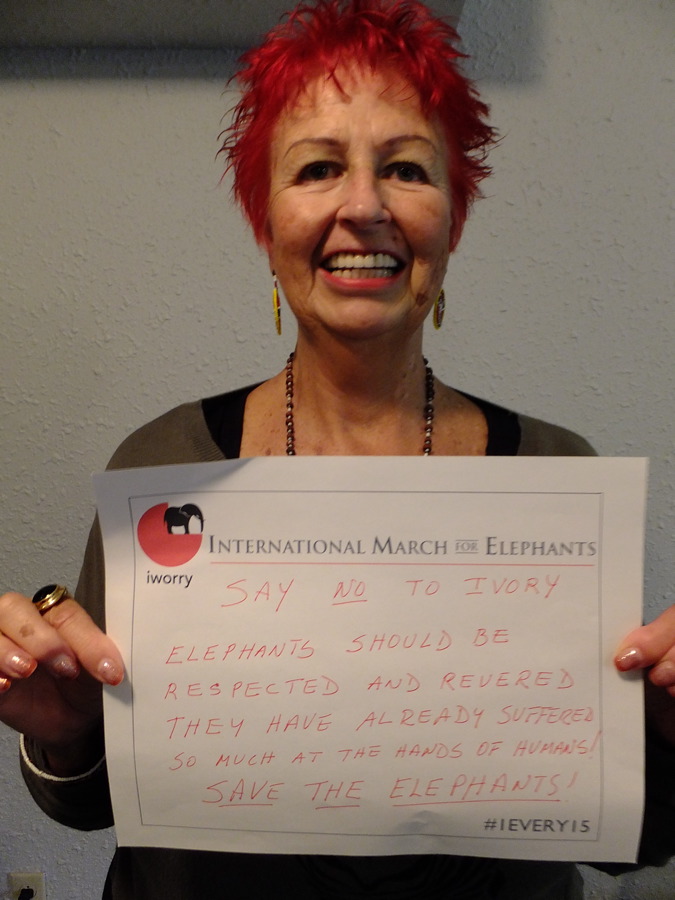 INTERNATIONAL MARCH FOR ELEPHANTS
iworry
SAY NO TO IVORY
ELEPHANTS SHOULD BE
RESPECTED AND REVERED
THEY HAVE ALREADY SUFFERED
SO MUCH AT THE HANDS OF HUMANS!
SAVE THE ELEPHANTS!
#1EVERY15